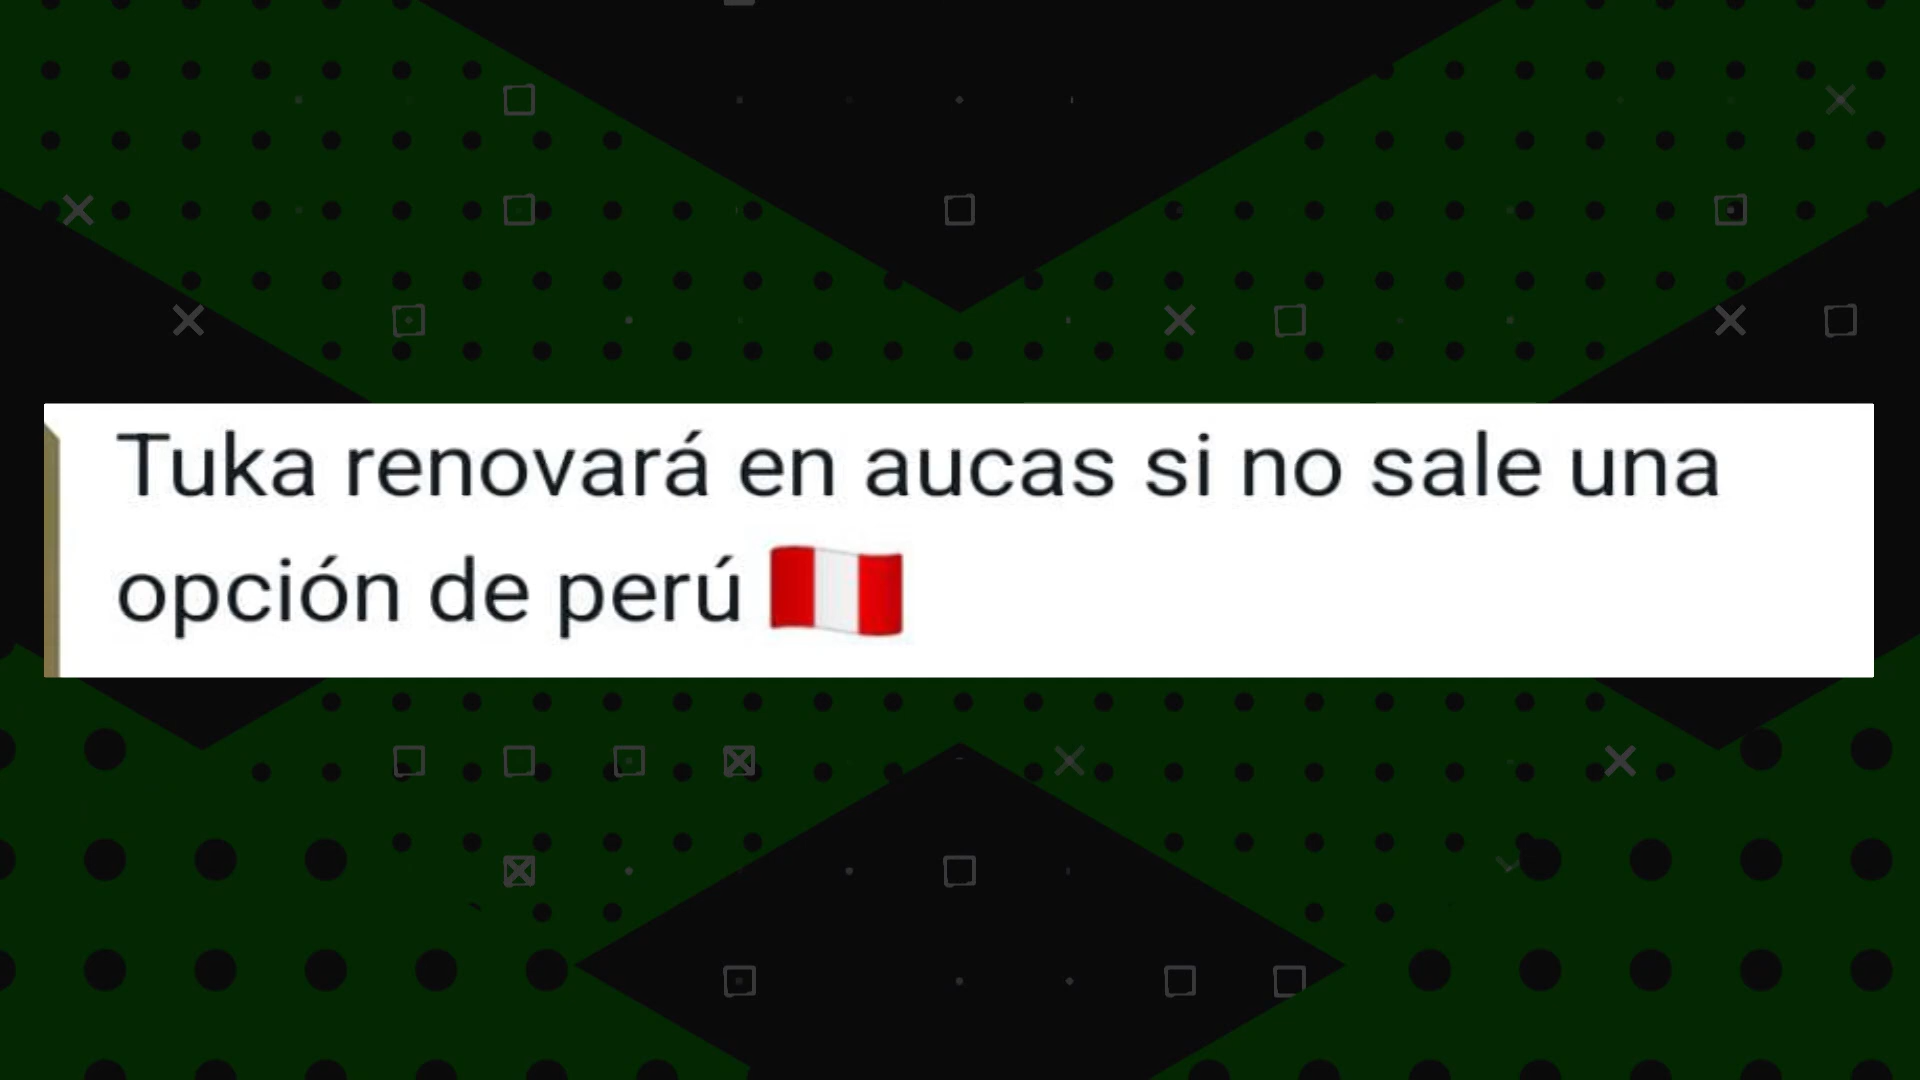 Tuka renovará en aucas si no sale una
opción de perú 🇵🇪